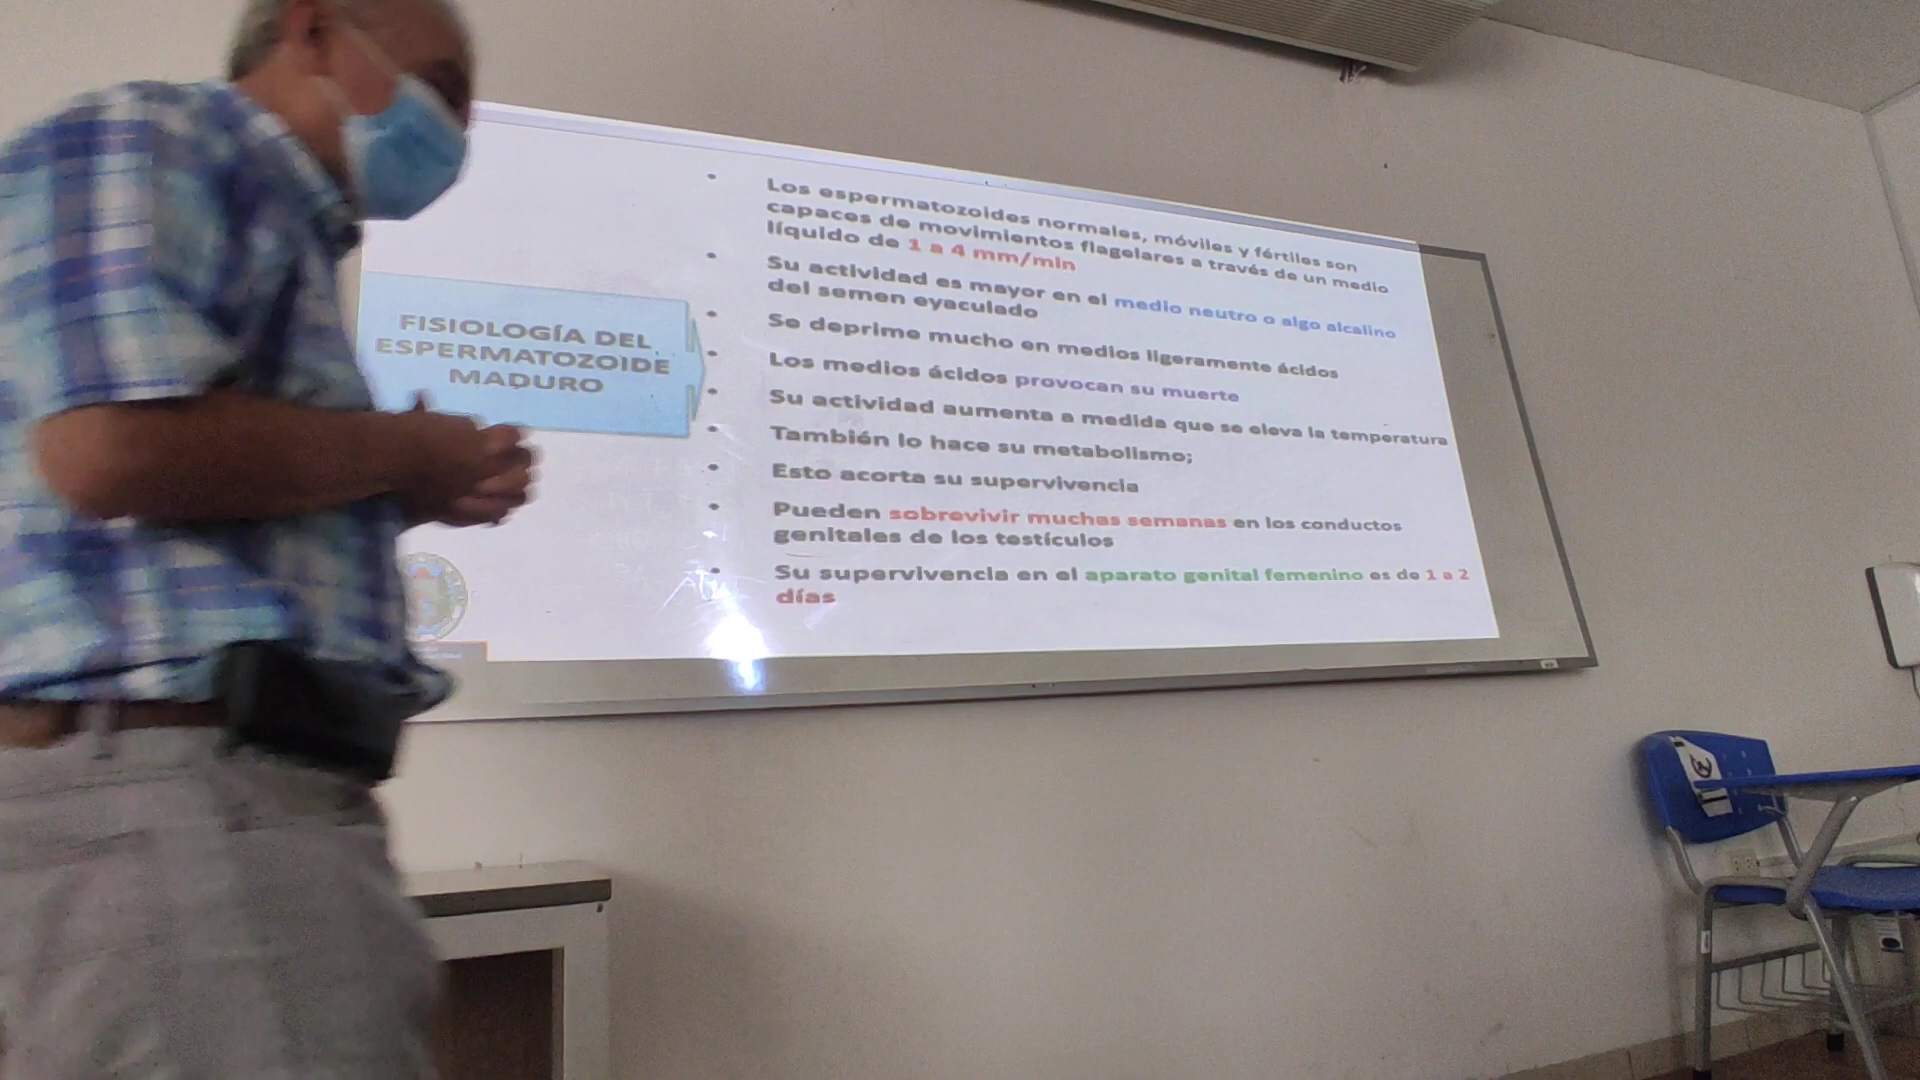 FISIOLOGÍA DEL
ESPERMATOZOIDE
MADURO
• Los espermatozoides normales, móviles y fértiles son
capaces de movimientos flagelares a través de un medio
líquido de 1 a 4 mm/min
• Su actividad es mayor en el medio neutro o algo alcalino
del semen eyaculado
• Se deprime mucho en medios ligeramente ácidos
• Los medios ácidos provocan su muerte
• Su actividad aumenta a medida que se eleva la temperatura
• También lo hace su metabolismo;
• Esto acorta su supervivencia
• Pueden sobrevivir muchas semanas en los conductos
genitales de los testículos
• Su supervivencia en el aparato genital femenino es de 1 a 2
días